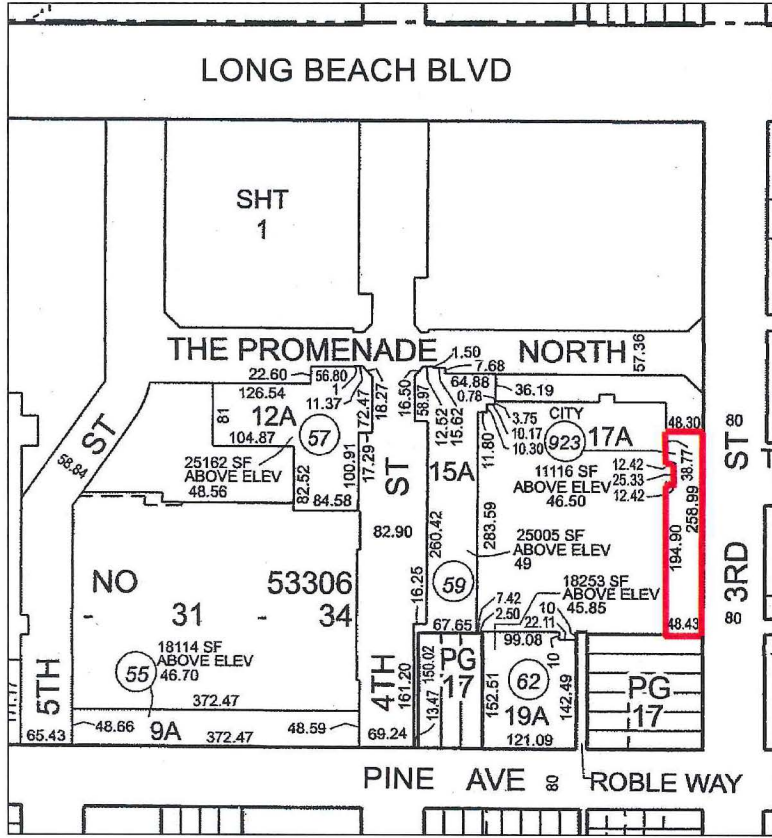 LONG BEACH BLVD
SHT
1
THE PROMENADE NORTH
57.36
1.50
7.68
22.60
56.80
126.54
1
11.37
18.27
72.47
16.50
58.97
64.88
0.78
36.19
12.52
15.62
81
12A
57
104.87
25162 SF
ABOVE ELEV
48.56
82.52
84.58
100.91
17.29
ST
58.84
ST
82.90
15A
11.80
3.75
10.17
10.30
CITY
923
17A
48.30
80
ST
11116 SF
ABOVE ELEV
46.50
12.42
25.33
12.42
38.77
258.99
194.90
260.42
283.59
25005 SF
ABOVE ELEV
49
59
18253 SF
ABOVE ELEV
45.85
3RD
80
48.43
NO 53306
31 - 34
16.25
67.65
7.42
2.50
10
22.11
99.08
10
18114 SF
ABOVE ELEV
46.70
55
372.47
5TH
48.66
9A
372.47
48.59
65.43
4TH
161.20
69.24
13.47
150.02
PG
17
152.51
62
19A
142.49
121.09
PG
17
PINE AVE 80
ROBLE WAY